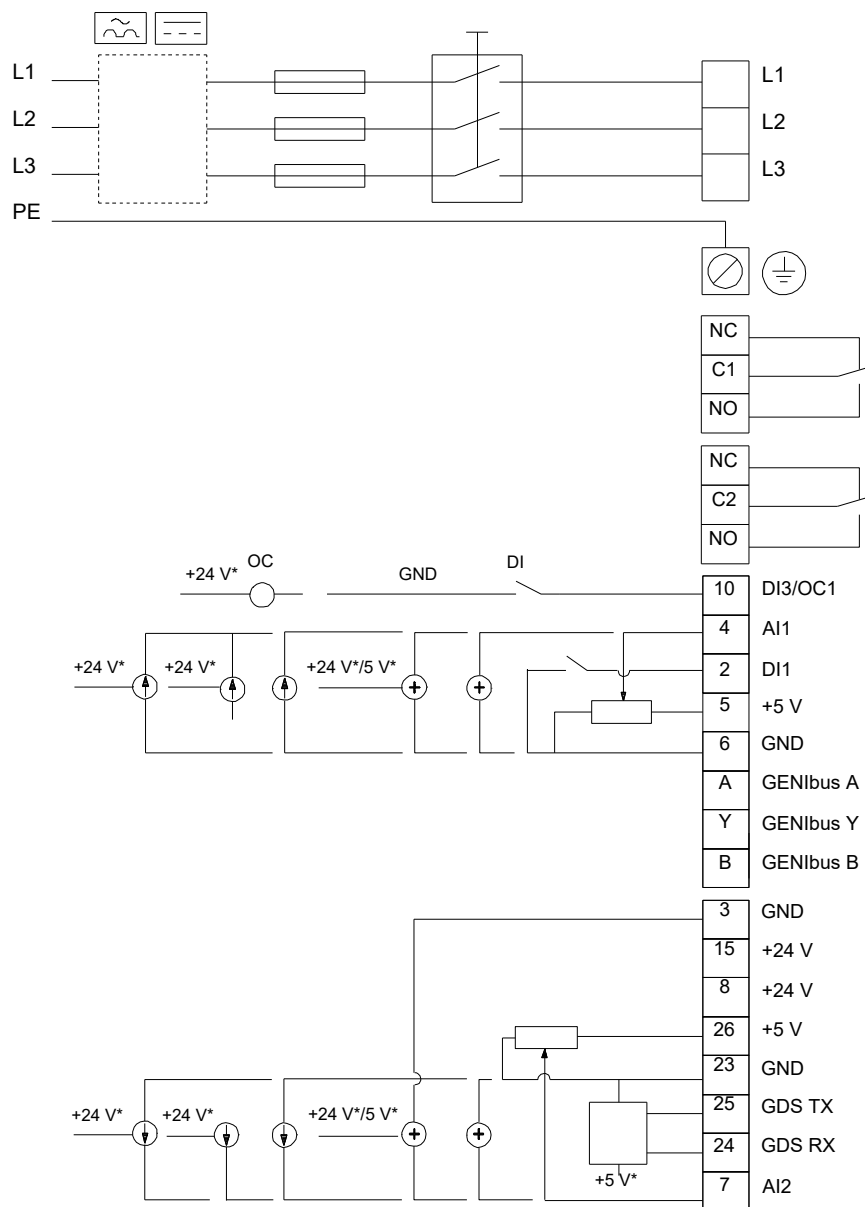 L1 L1
L2 L2
L3 L3
PE
NC
C1
NO
NC
C2
NO
+24 V* OC GND DI 10 DI3/OC1
4 AI1
+24 V* +24 V* +24 V*/5 V* 2 DI1
5 +5 V
6 GND
A GENIbus A
Y GENIbus Y
B GENIbus B
3 GND
15 +24 V
8 +24 V
26 +5 V
23 GND
+24 V* +24 V* +24 V*/5 V* 25 GDS TX
24 GDS RX
+5 V* 7 AI2